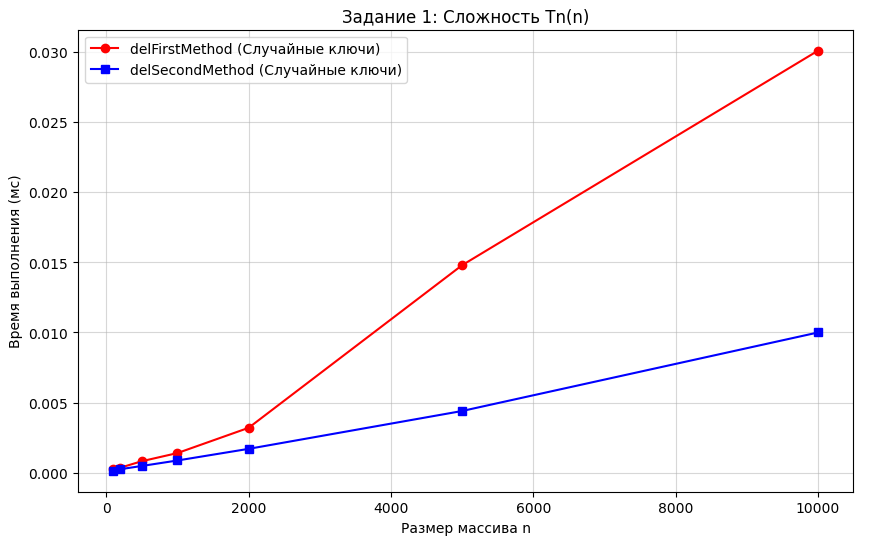 Задание 1: Сложность Tn(n)
delFirstMethod (Случайные ключи)
delSecondMethod (Случайные ключи)
Время выполнения (мс)
0.030
0.025
0.020
0.015
0.010
0.005
0.000
0
2000
4000
6000
8000
10000
Размер массива n